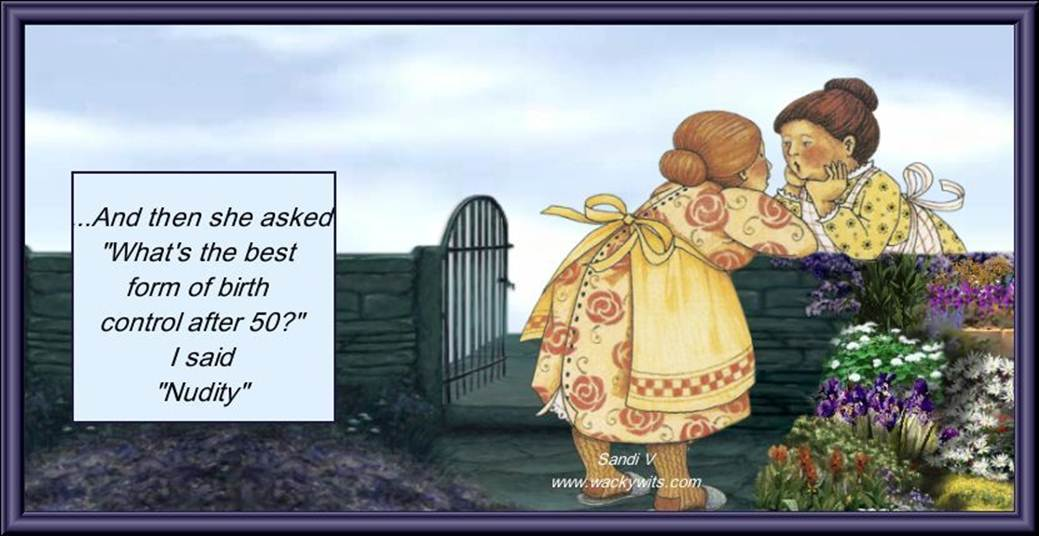 ...And then she asked
"What's the best
form of birth
control after 50?"
I said
"Nudity"
Sandi V
www.wackywits.com